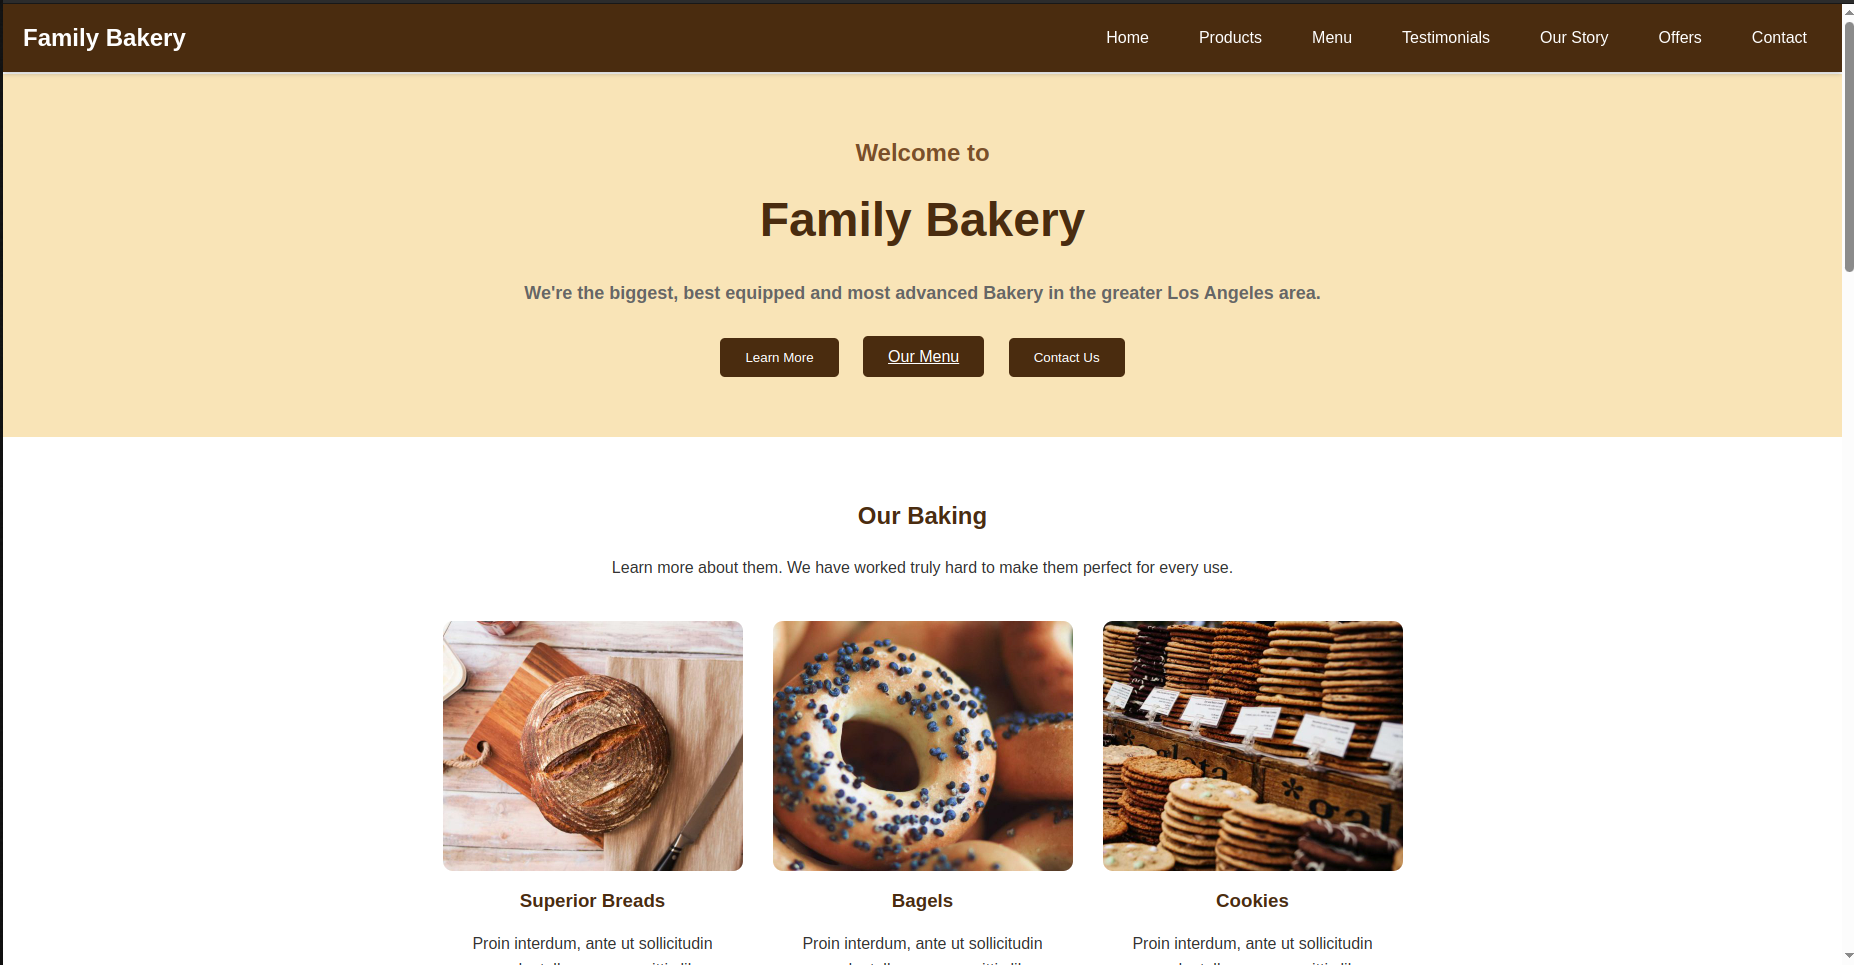 Family Bakery
Home Products Menu Testimonials Our Story Offers Contact
Welcome to
Family Bakery
We're the biggest, best equipped and most advanced Bakery in the greater Los Angeles area.
Learn More Our Menu Contact Us
Our Baking
Learn more about them. We have worked truly hard to make them perfect for every use.
*gal
Superior Breads
Bagels
Cookies
Proin interdum, ante ut sollicitudin
Proin interdum, ante ut sollicitudin
Proin interdum, ante ut sollicitudin